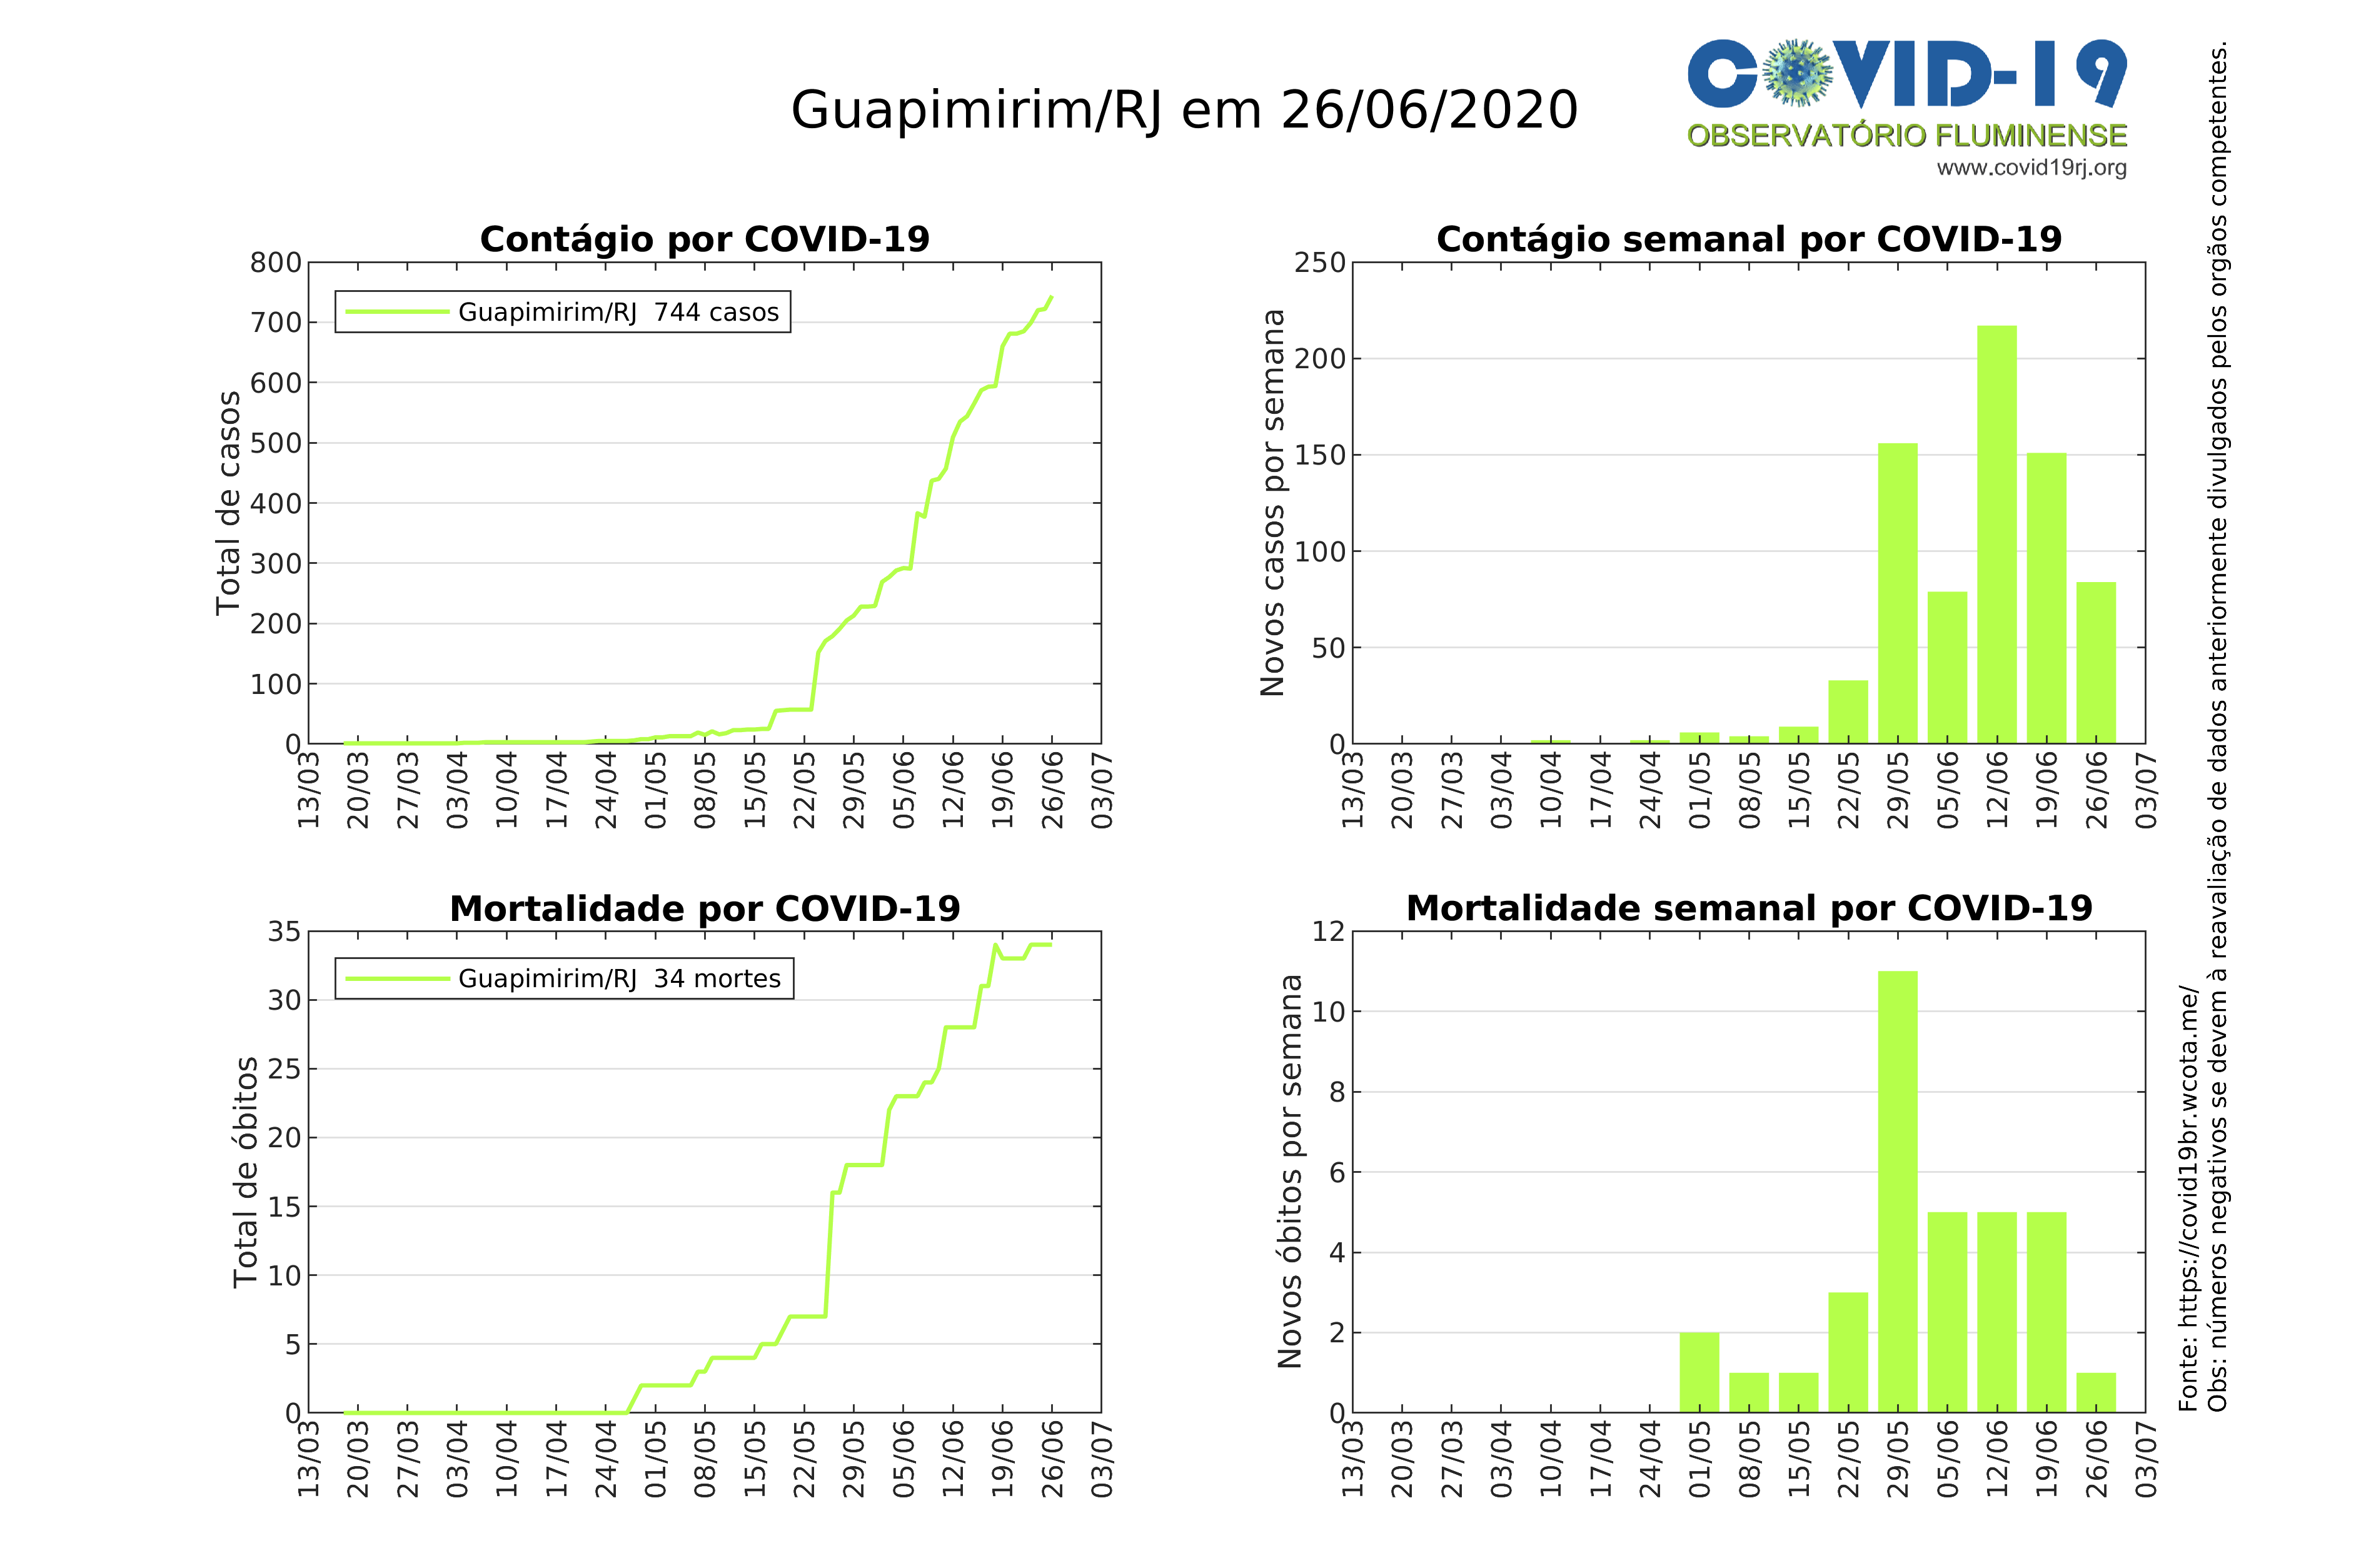 Guapimirim/RJ em 26/06/2020
COVID-19
OBSERVATÓRIO FLUMINENSE
www.covid19rj.org
Contágio por COVID-19
Total de casos
800
700
600
500
400
300
200
100
0
Guapimirim/RJ 744 casos
13/03 20/03 27/03 03/04 10/04 17/04 24/04 01/05 08/05 15/05 22/05 29/05 05/06 12/06 19/06 26/06 03/07
Contágio semanal por COVID-19
Novos casos por semana
250
200
150
100
50
0
13/03 20/03 27/03 03/04 10/04 17/04 24/04 01/05 08/05 15/05 22/05 29/05 05/06 12/06 19/06 26/06 03/07
Mortalidade por COVID-19
Total de óbitos
35
30
25
20
15
10
5
0
Guapimirim/RJ 34 mortes
13/03 20/03 27/03 03/04 10/04 17/04 24/04 01/05 08/05 15/05 22/05 29/05 05/06 12/06 19/06 26/06 03/07
Mortalidade semanal por COVID-19
Novos óbitos por semana
12
10
8
6
4
2
0
13/03 20/03 27/03 03/04 10/04 17/04 24/04 01/05 08/05 15/05 22/05 29/05 05/06 12/06 19/06 26/06 03/07
Fonte: https://covid19br.wcota.me/
Obs: números negativos se devem à reavaliação de dados anteriormente divulgados pelos orgãos competentes.